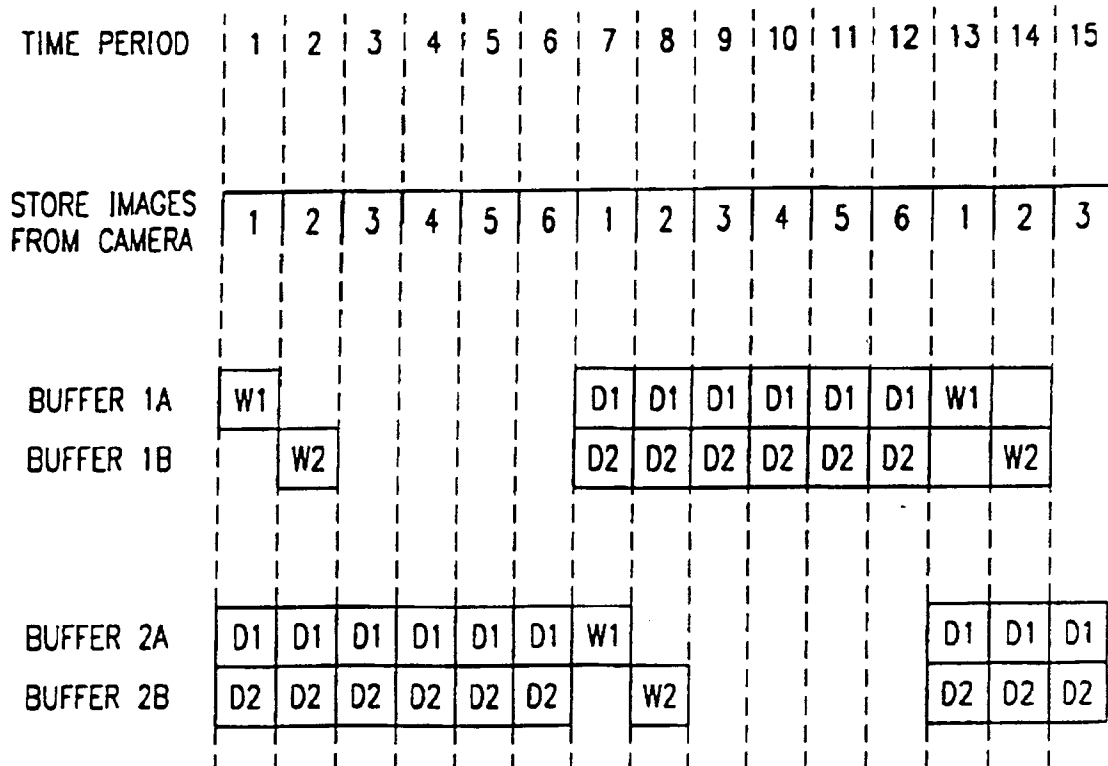 TIME PERIOD 1 2 3 4 5 6 7 8 9 10 11 12 13 14 15
STORE IMAGES
FROM CAMERA 1 2 3 4 5 6 1 2 3 4 5 6 1 2 3
BUFFER 1A W1 D1 D1 D1 D1 D1 D1 W1
BUFFER 1B W2 D2 D2 D2 D2 D2 D2 W2
BUFFER 2A D1 D1 D1 D1 D1 D1 W1 D1 D1 D1
BUFFER 2B D2 D2 D2 D2 D2 D2 W2 D2 D2 D2